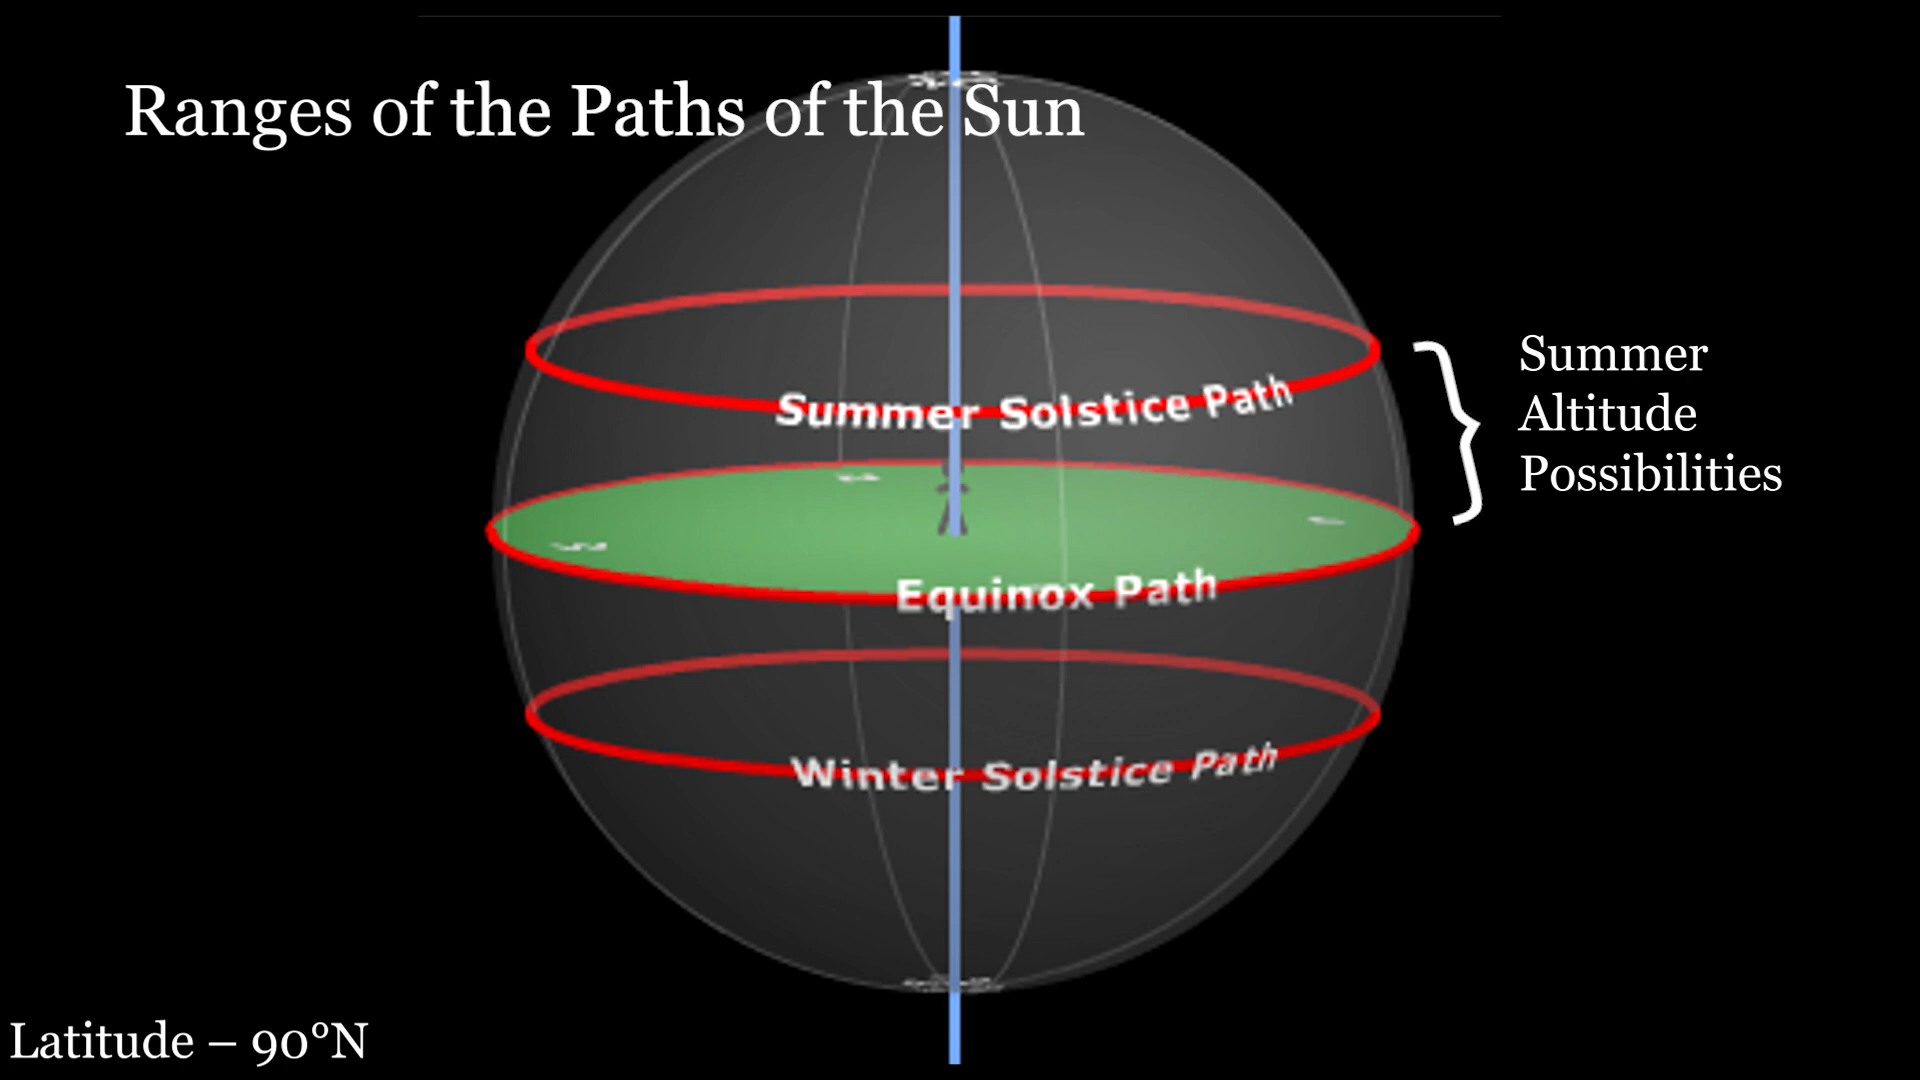 Ranges of the Paths of the Sun
Summer
Altitude
Possibilities
Summer Solstice Path
Equinox Path
Winter Solstice Path
Latitude – 90°N